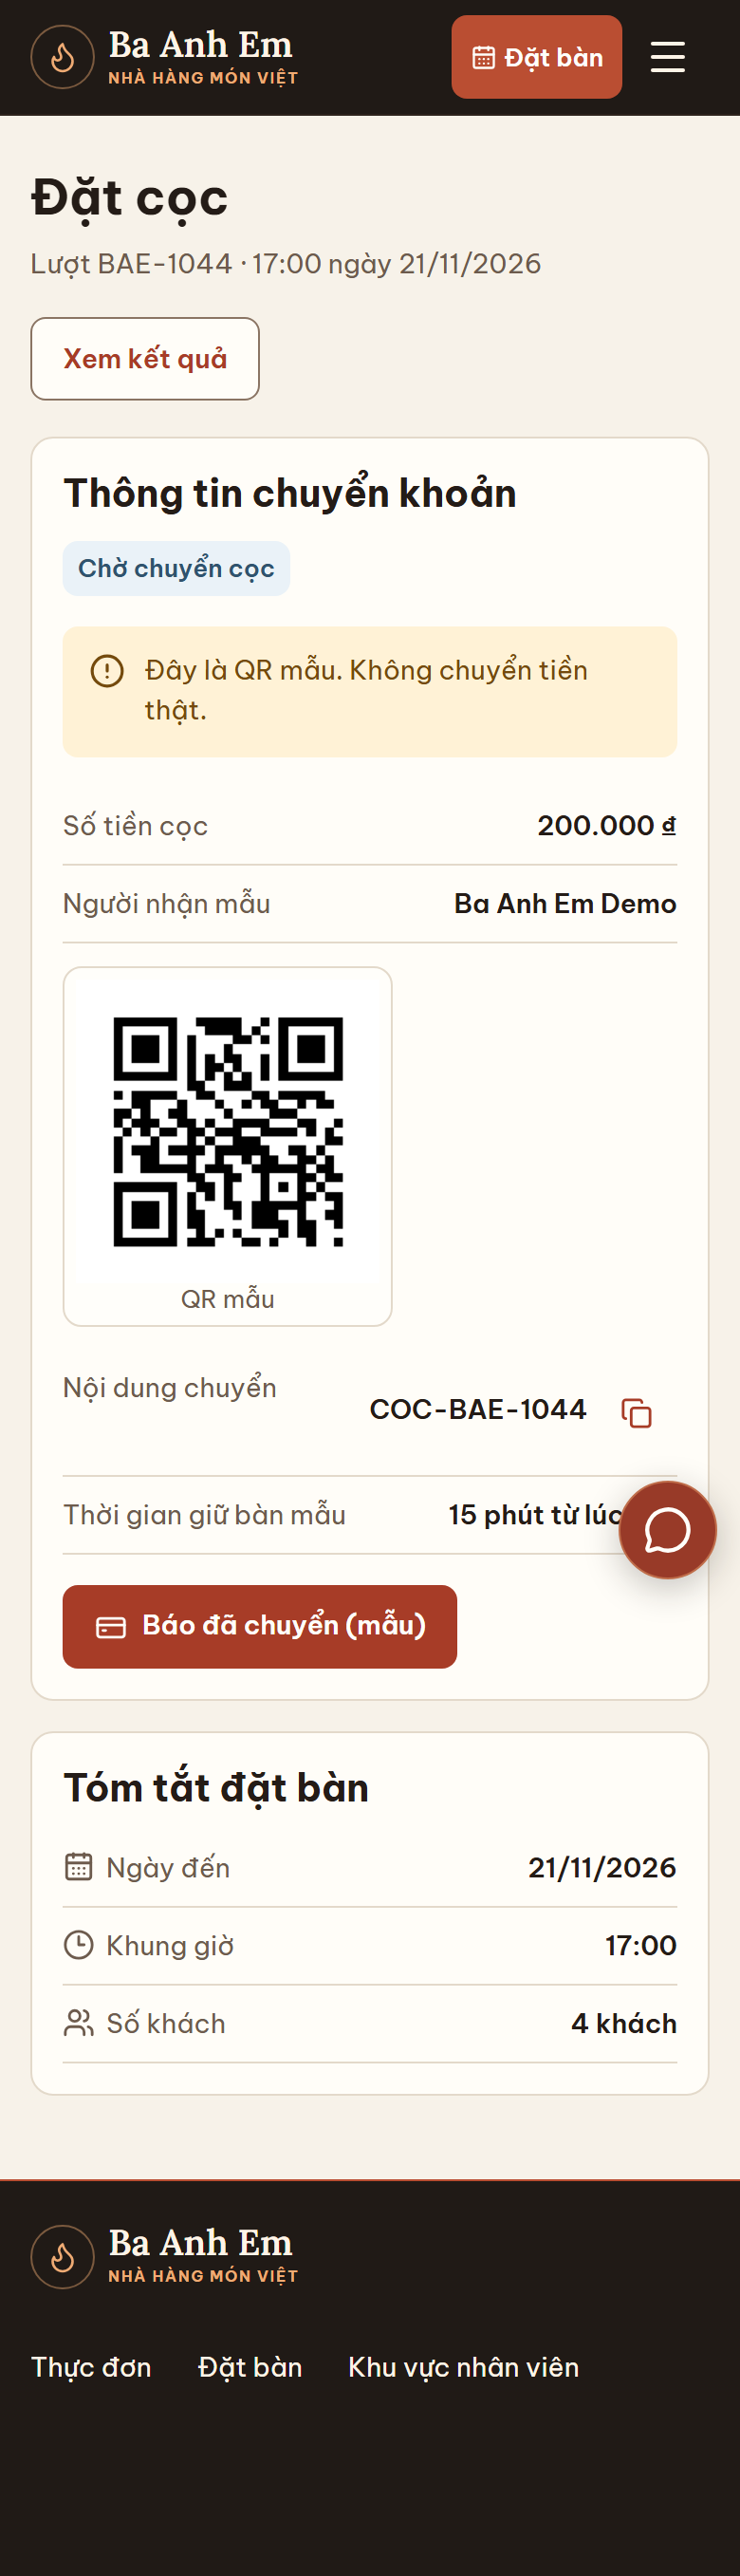 Ba Anh Em
NHÀ HÀNG MÓN VIỆT
Đặt bàn
Đặt cọc
Lượt BAE-1044 · 17:00 ngày 21/11/2026
Xem kết quả
Thông tin chuyển khoản
Chờ chuyển cọc
Đây là QR mẫu. Không chuyển tiền
thật.
Số tiền cọc 200.000 ₫
Người nhận mẫu Ba Anh Em Demo
QR mẫu
Nội dung chuyển COC-BAE-1044
Thời gian giữ bàn mẫu 15 phút từ lúc
Báo đã chuyển (mẫu)
Tóm tắt đặt bàn
Ngày đến 21/11/2026
Khung giờ 17:00
Số khách 4 khách
Ba Anh Em
NHÀ HÀNG MÓN VIỆT
Thực đơn Đặt bàn Khu vực nhân viên